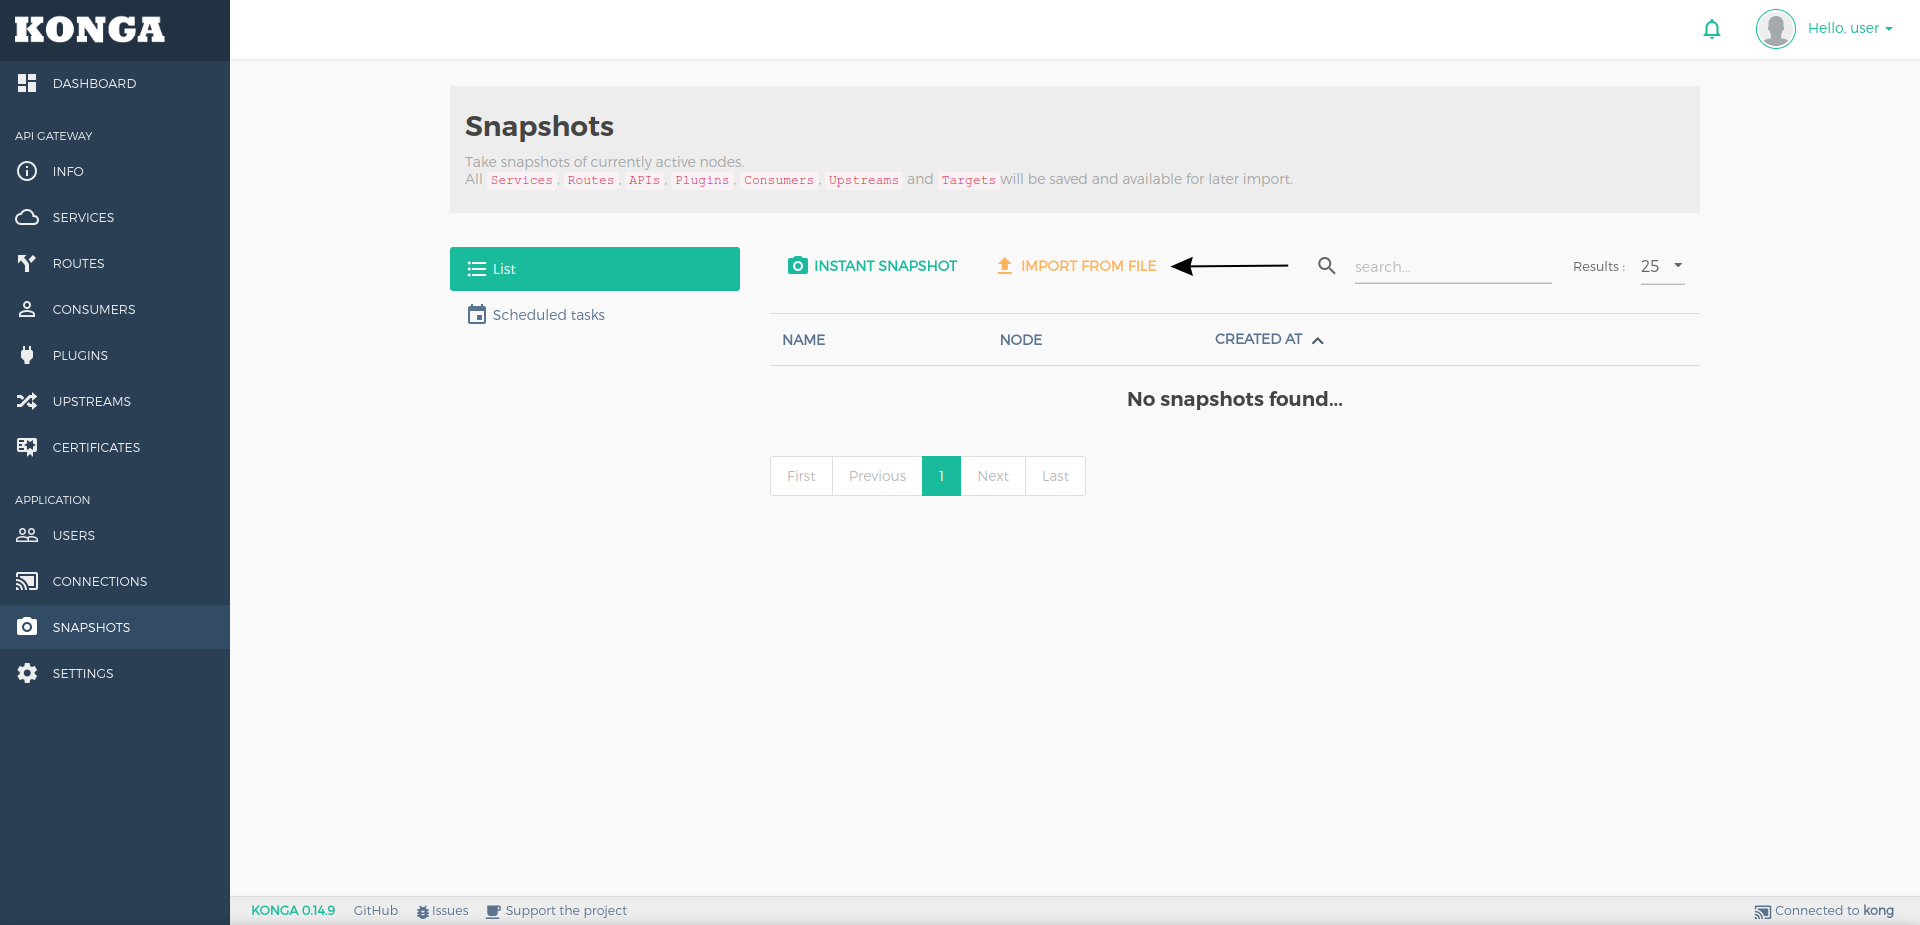 KONGA
Hello, user
DASHBOARD
API GATEWAY
INFO
SERVICES
ROUTES
CONSUMERS
PLUGINS
UPSTREAMS
CERTIFICATES
APPLICATION
USERS
CONNECTIONS
SNAPSHOTS
SETTINGS
Snapshots
Take snapshots of currently active nodes.
All Services, Routes, APIs, Plugins, Consumers, Upstreams and Targets will be saved and available for later import.
List
Scheduled tasks
INSTANT SNAPSHOT IMPORT FROM FILE search... Results : 25
NAME NODE CREATED AT
No snapshots found...
First Previous 1 Next Last
KONGA 0.14.9 GitHub Issues Support the project Connected to kong